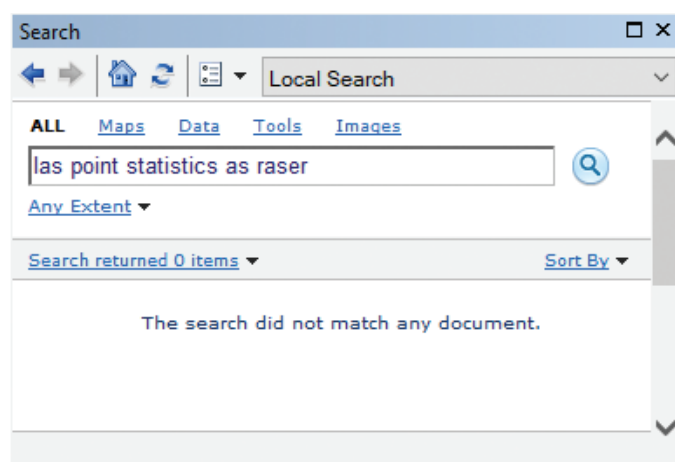 Search
Local Search
ALL Maps Data Tools Images
las point statistics as raser
Any Extent
Search returned 0 items Sort By
The search did not match any document.